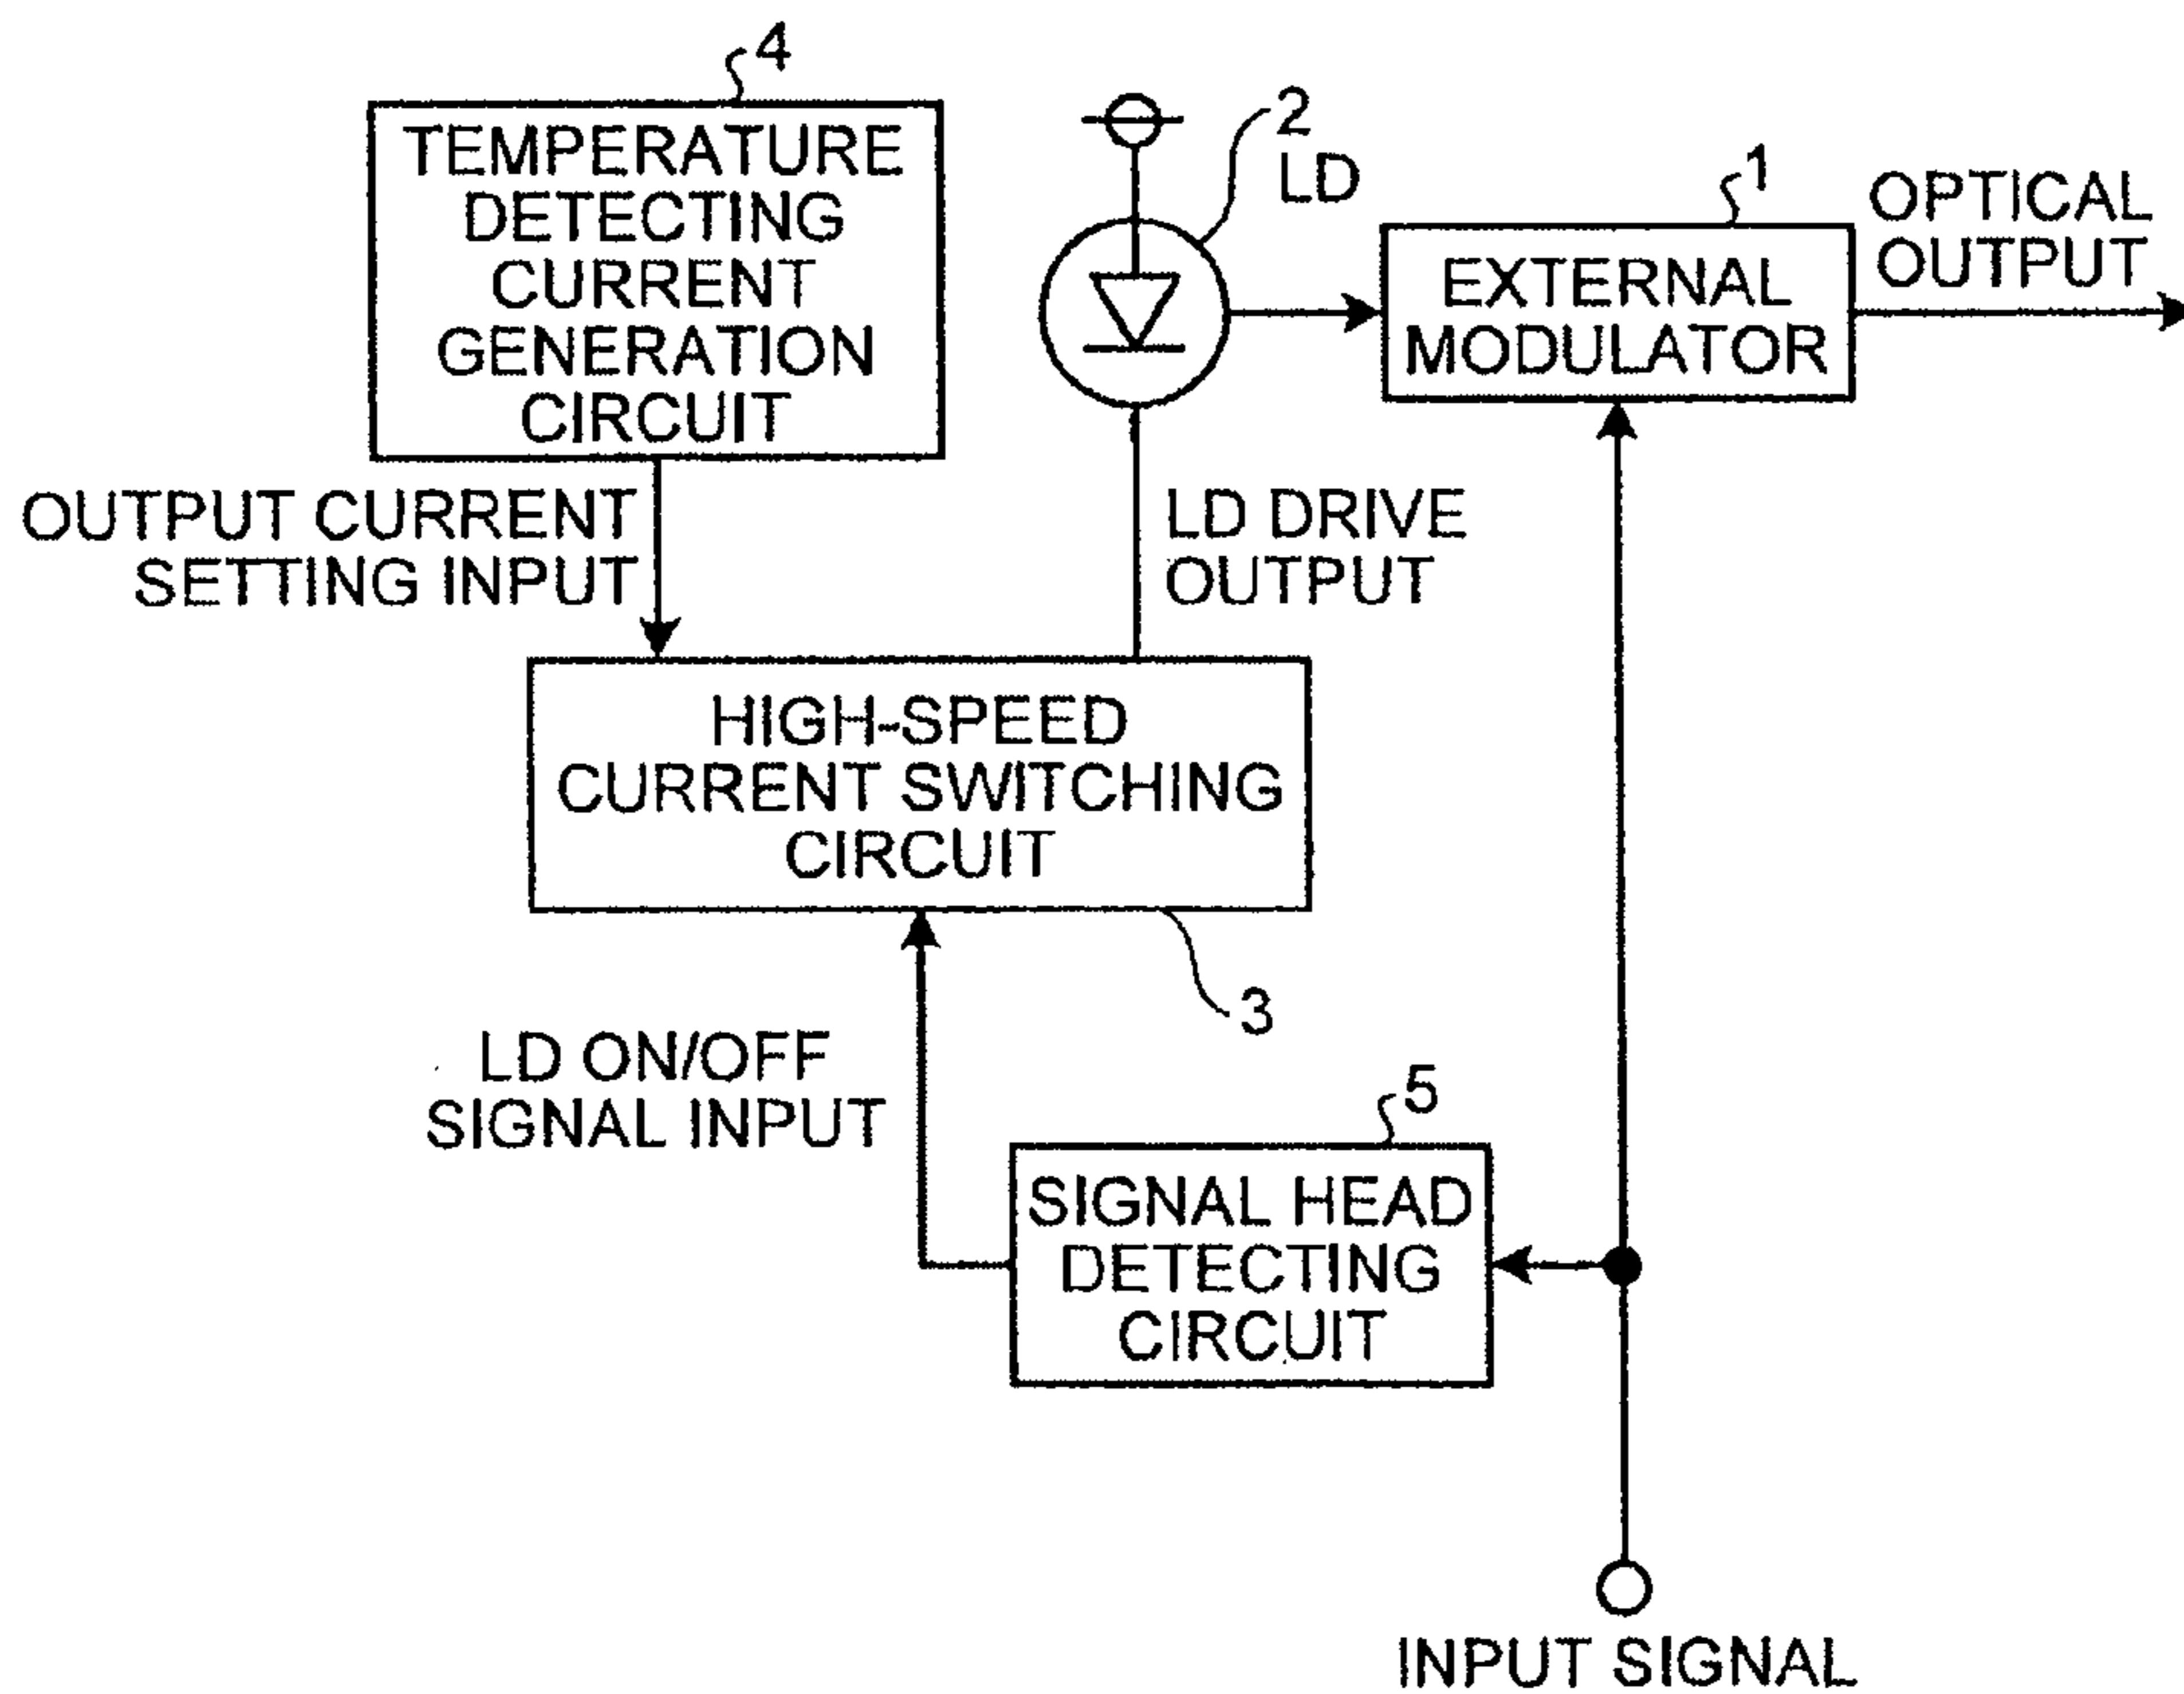 4
TEMPERATURE
DETECTING
CURRENT
GENERATION
CIRCUIT
2
LD
1
EXTERNAL
MODULATOR
OPTICAL
OUTPUT
OUTPUT CURRENT
SETTING INPUT
LD DRIVE
OUTPUT
HIGH-SPEED
CURRENT SWITCHING
CIRCUIT
3
LD ON/OFF
SIGNAL INPUT
5
SIGNAL HEAD
DETECTING
CIRCUIT
INPUT SIGNAL